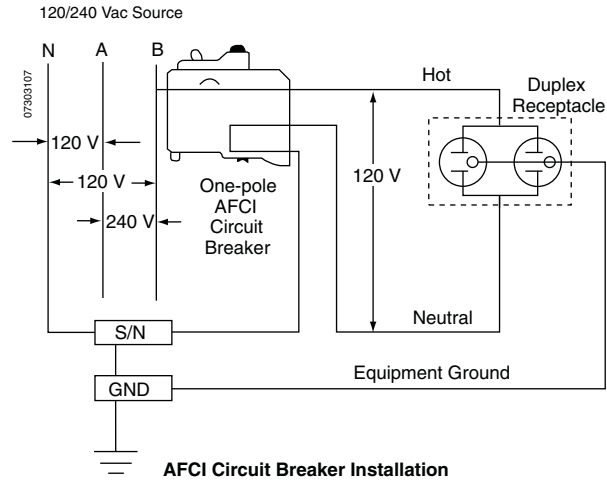 120/240 Vac Source
N A B
07303107
Hot
Duplex
Receptacle
120 V
120 V
240 V
One-pole
AFCI
Circuit
Breaker
120 V
S/N
Neutral
GND
Equipment Ground
AFCI Circuit Breaker Installation